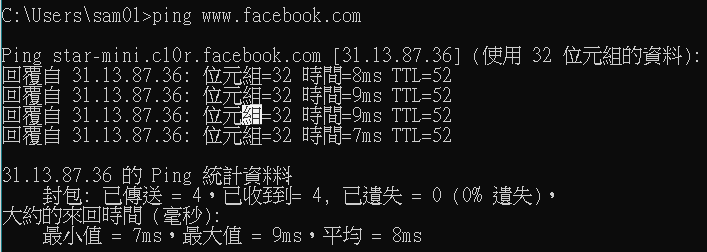 C:\Users\sam01>ping www.facebook.com
Ping star-mini.c10r.facebook.com [31.13.87.36] (使用 32 位元組的資料):
回覆自 31.13.87.36: 位元組=32 時間=8ms TTL=52
回覆自 31.13.87.36: 位元組=32 時間=9ms TTL=52
回覆自 31.13.87.36: 位元組=32 時間=9ms TTL=52
回覆自 31.13.87.36: 位元組=32 時間=7ms TTL=52
31.13.87.36 的 Ping 統計資料
封包: 已傳送 = 4，已收到= 4, 已遺失 = 0 (0% 遺失)，
大約的來回時間 (毫秒):
最小值 = 7ms，最大值 = 9ms，平均 = 8ms